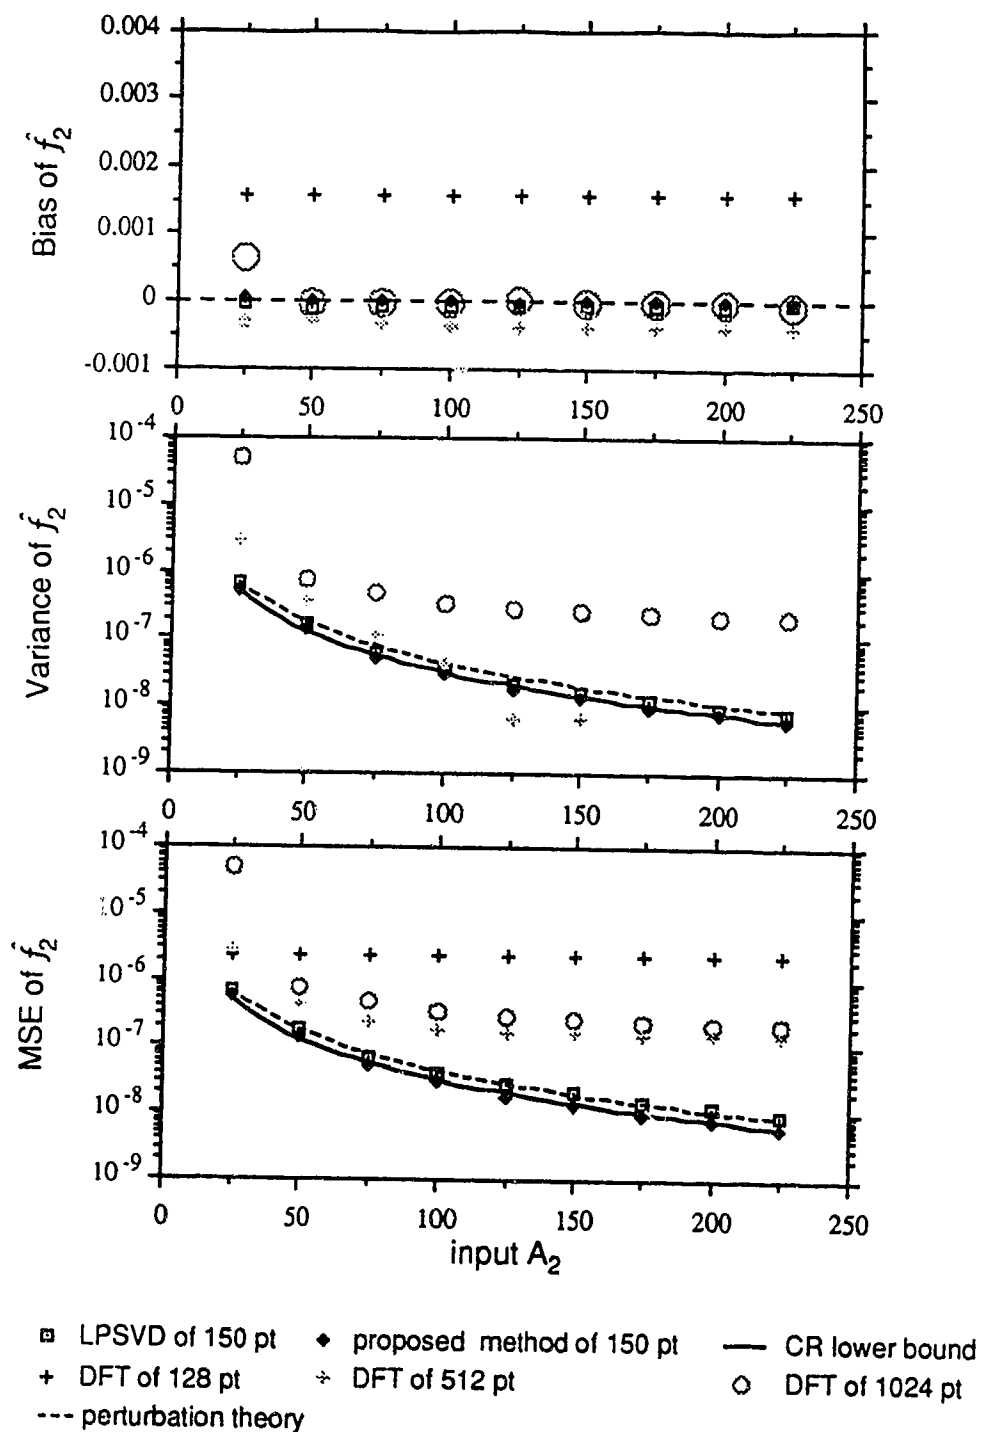 0.004
0.003
0.002
0.001
0
-0.001
Bias of f̂2
0 50 100 150 200 250
10-4
10-5
10-6
10-7
10-8
10-9
Variance of f̂2
0 50 100 150 200 250
10-4
10-5
10-6
10-7
10-8
10-9
MSE of f̂2
0 50 100 150 200 250
input A2
LPSVD of 150 pt proposed method of 150 pt CR lower bound
DFT of 128 pt DFT of 512 pt DFT of 1024 pt
perturbation theory